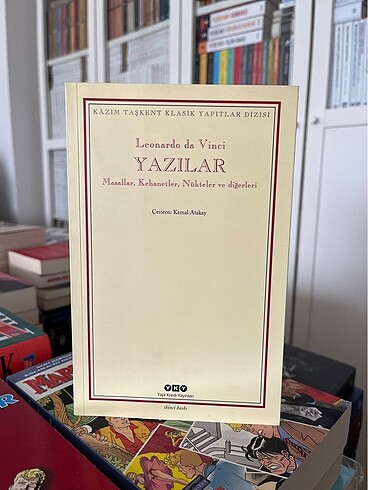 KÂZIM TAŞKENT KLASİK YAPITLAR DİZİSİ
Leonardo da Vinci
YAZILAR
Masallar, Kehanetler, Nükteler ve diğerleri
Çeviren: Kemal Atakay
YKY
Yapı Kredi Yayınları
ikinci baskı